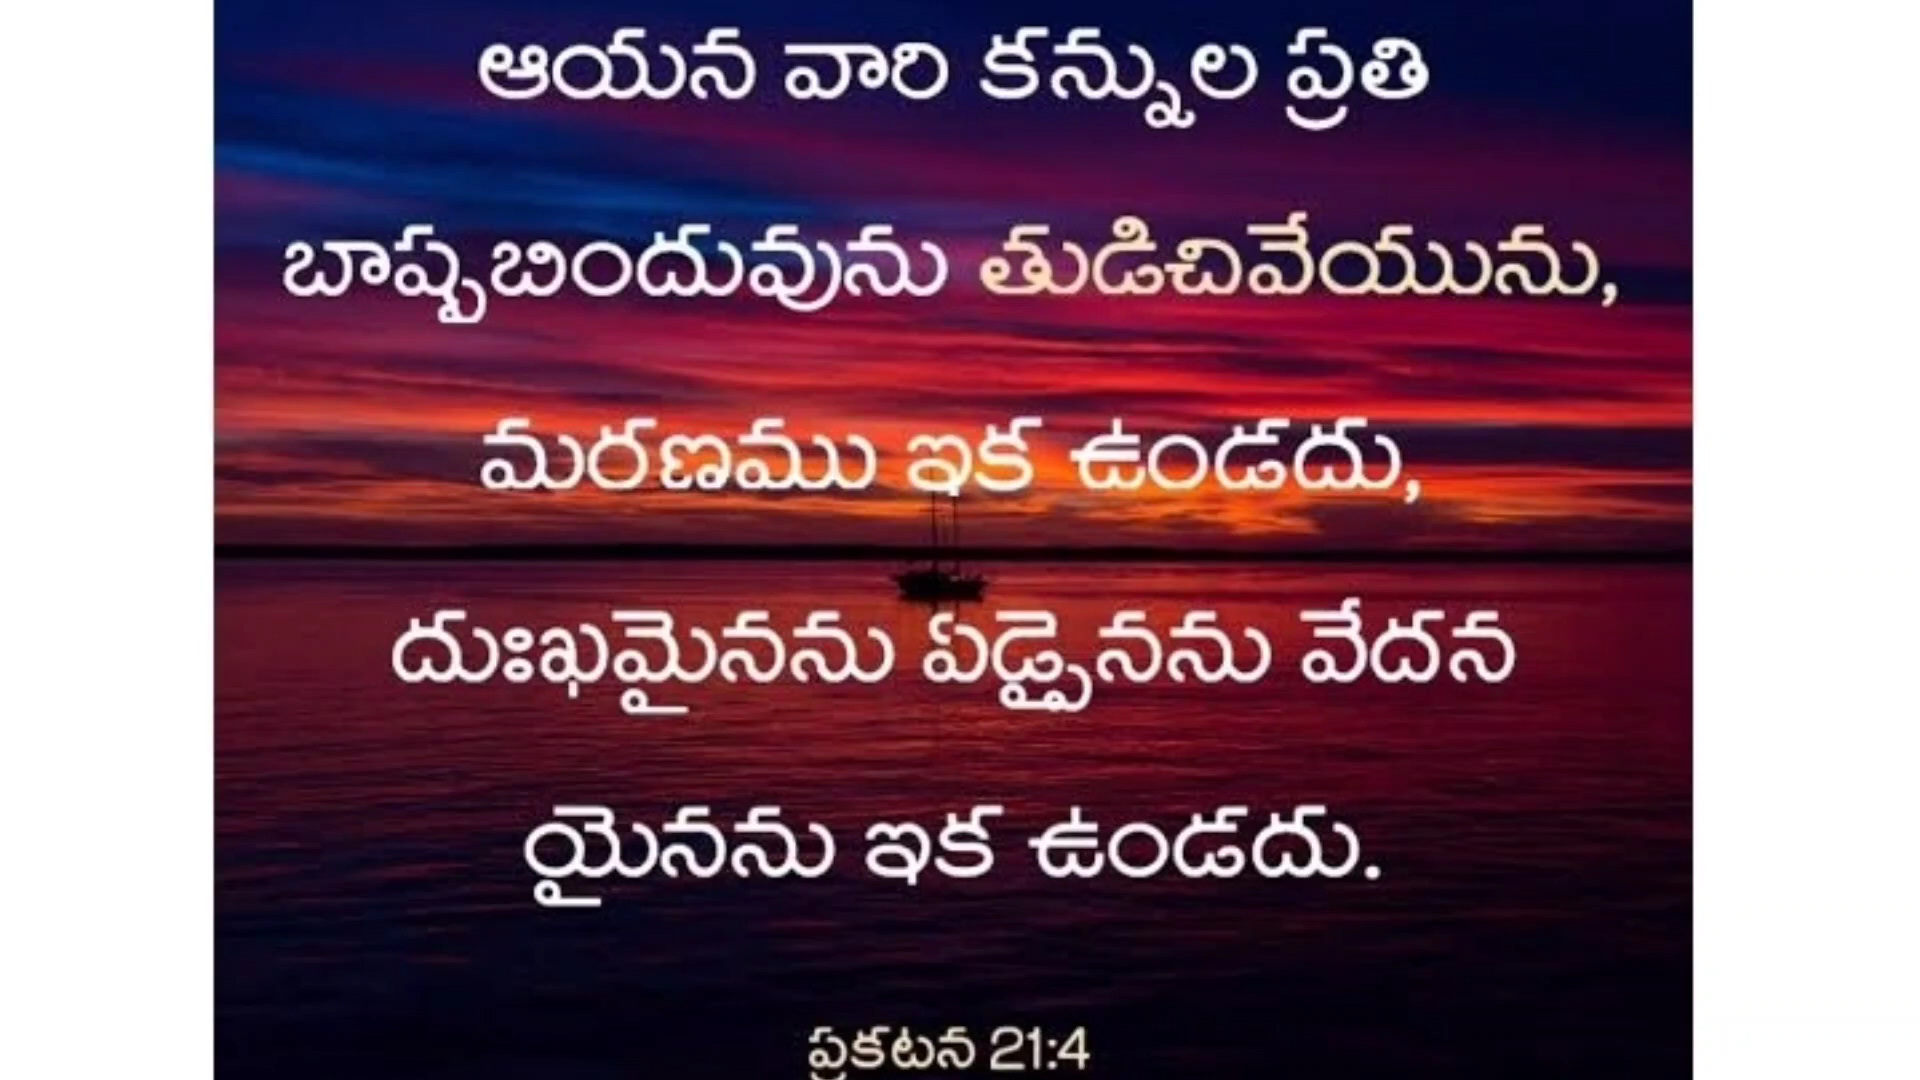 ఆయన వారి కన్నుల ప్రతి
బాష్పబిందువును తుడిచివేయును,
మరణము ఇక ఉండదు,
దుఃఖమైనను ఏడ్పైనను వేదన
యైనను ఇక ఉండదు.
ప్రకటన 21:4